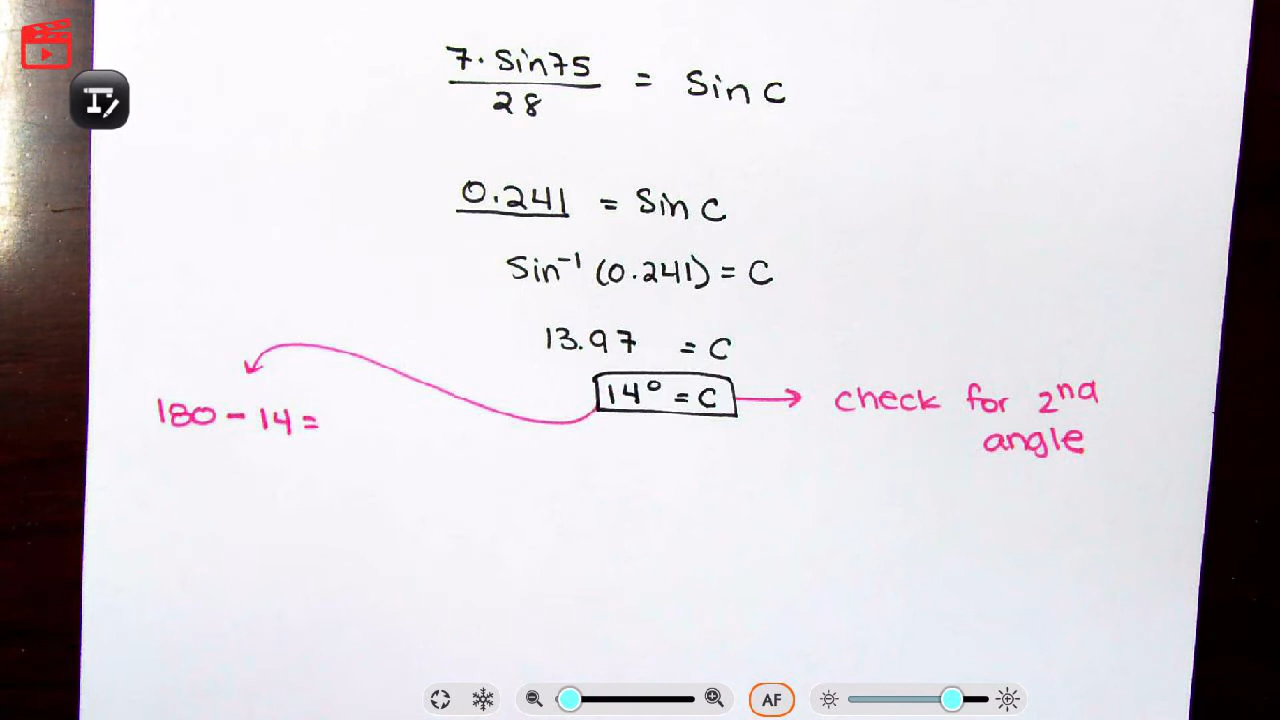 7 · Sin75
28
= Sin C
0.241 = Sin C
Sin⁻¹ (0.241) = C
13.97 = C
14° = C
check for 2nd
angle
180 - 14 =
AF